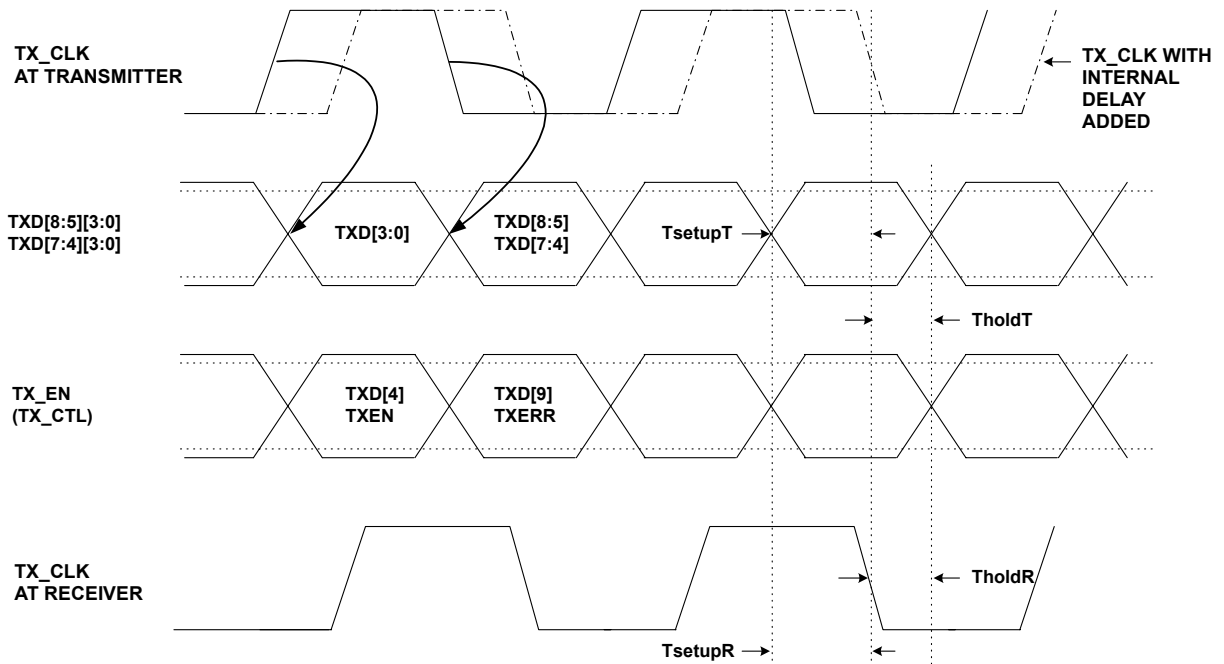 TX_CLK
AT TRANSMITTER
TX_CLK WITH
INTERNAL
DELAY
ADDED
TXD[8:5][3:0]
TXD[7:4][3:0]
TXD[3:0]
TXD[8:5]
TXD[7:4]
TsetupT
TholdT
TX_EN
(TX_CTL)
TXD[4]
TXEN
TXD[9]
TXERR
TX_CLK
AT RECEIVER
TholdR
TsetupR